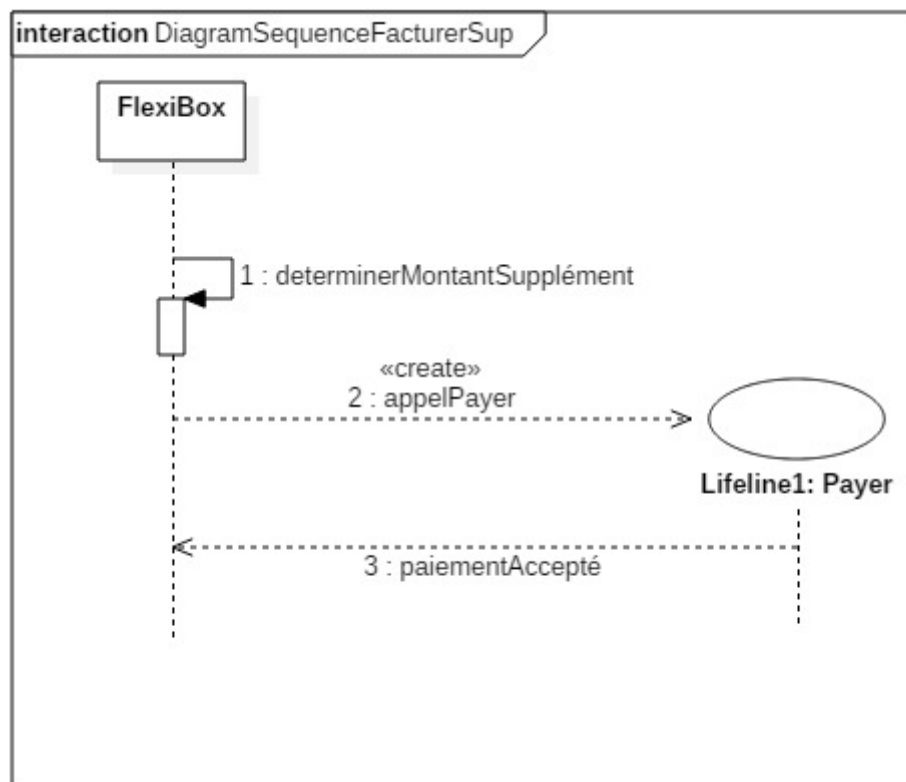 interaction DiagramSequenceFacturerSup
FlexiBox
1 : determinerMontantSupplément
«create»
2 : appelPayer
Lifeline1: Payer
3 : paiementAccepté